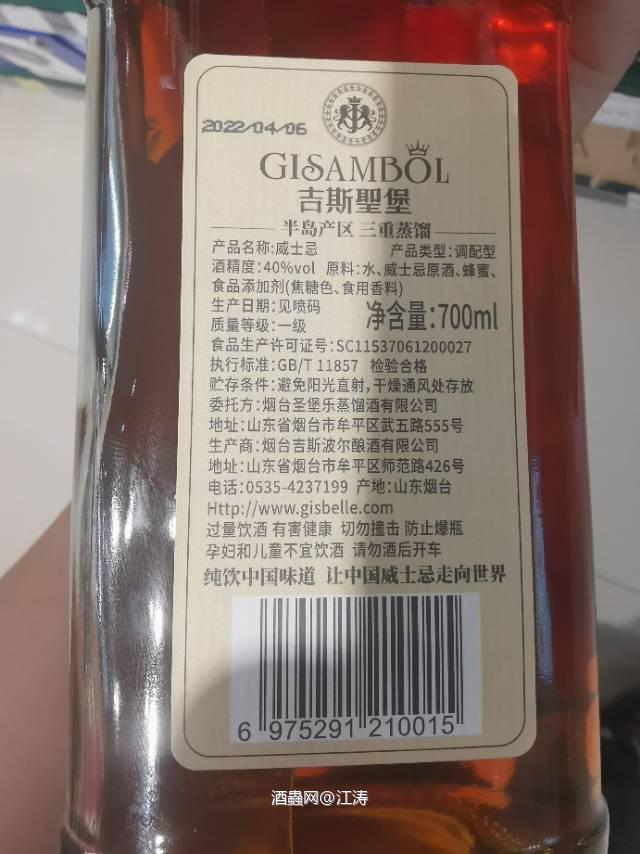 2022/04/06
GISAMBOL
吉斯聖堡
半岛产区 三重蒸馏
产品名称:威士忌 产品类型:调配型
酒精度:40%vol 原料:水、威士忌原酒、蜂蜜、
食品添加剂(焦糖色、食用香料)
生产日期:见喷码
净含量:700ml
质量等级:一级
食品生产许可证号:SC11537061200027
执行标准:GB/T 11857 检验合格
贮存条件:避免阳光直射,干燥通风处存放
委托方:烟台圣堡乐蒸馏酒有限公司
地址:山东省烟台市牟平区武五路555号
生产商:烟台吉斯波尔酿酒有限公司
地址:山东省烟台市牟平区师范路426号
电话:0535-4237199 产地:山东烟台
Http://www.gisbelle.com
过量饮酒 有害健康 切勿撞击 防止爆瓶
孕妇和儿童不宜饮酒 请勿酒后开车
纯饮中国味道 让中国威士忌走向世界
6 975291 210015
酒蟲网@江涛